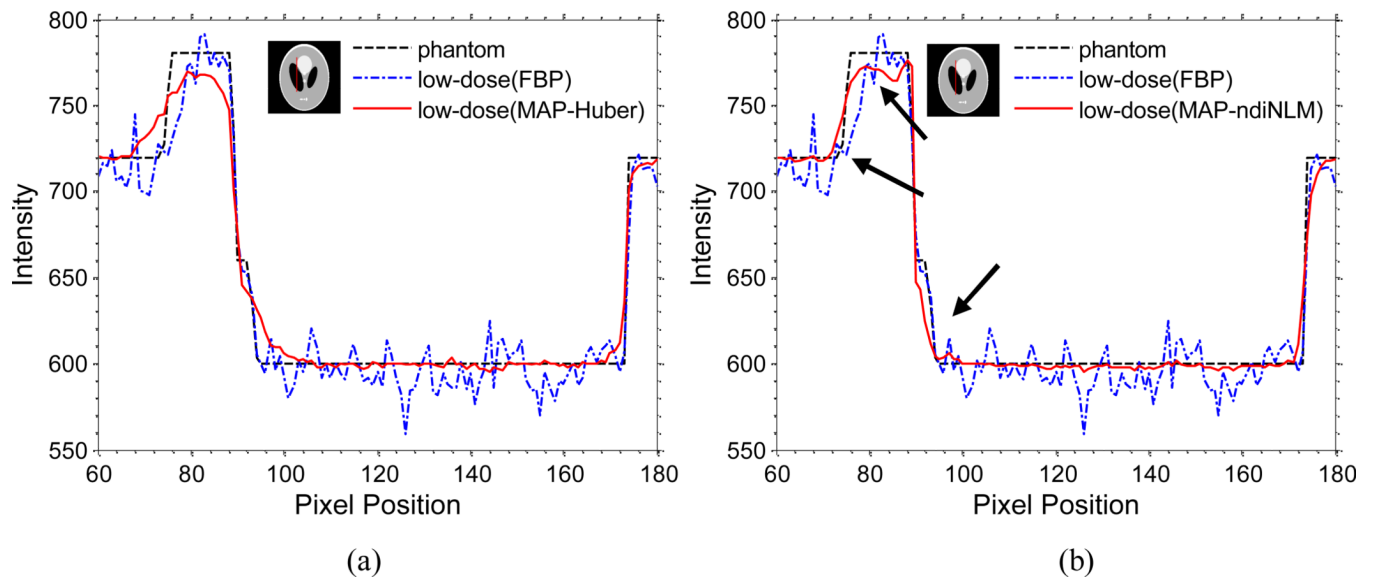 800
750
700
650
600
550
Intensity
phantom
low-dose(FBP)
low-dose(MAP-Huber)
60 80 100 120 140 160 180
Pixel Position
(a)
800
750
700
650
600
550
Intensity
phantom
low-dose(FBP)
low-dose(MAP-ndiNLM)
60 80 100 120 140 160 180
Pixel Position
(b)